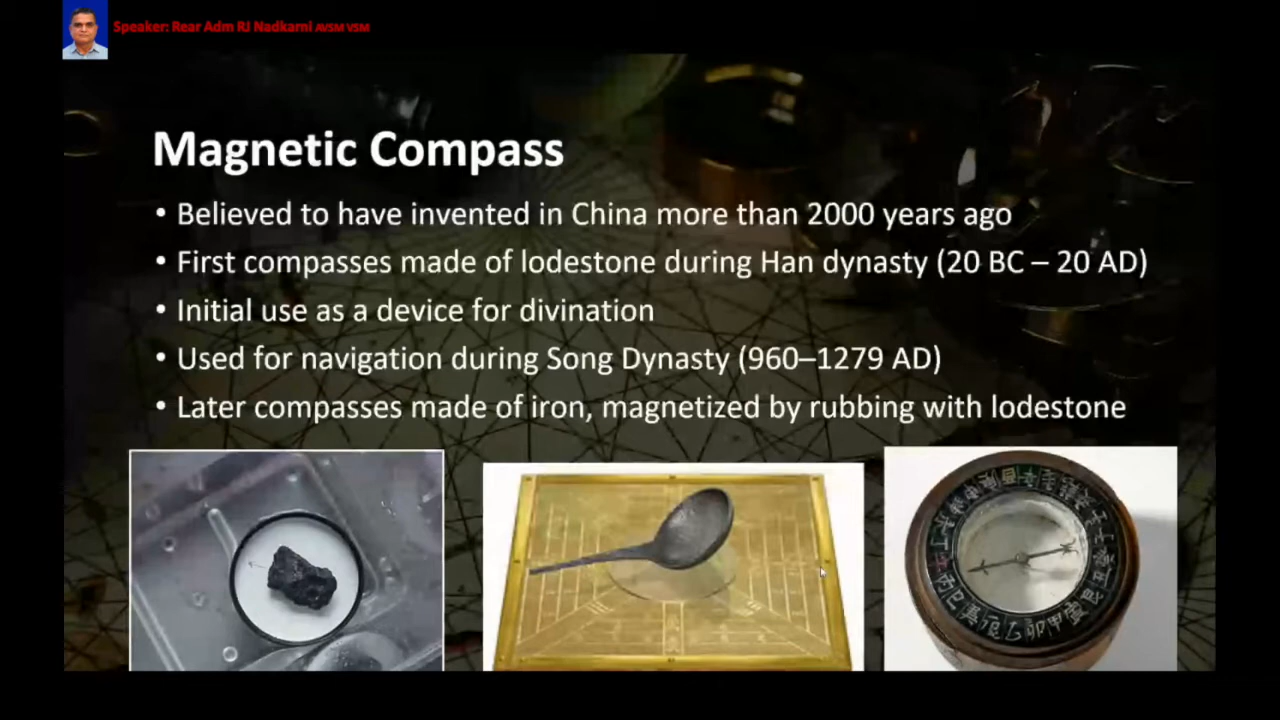 Speaker: Rear Adm RJ Nadkarni AVSM VSM
Magnetic Compass
• Believed to have invented in China more than 2000 years ago
• First compasses made of lodestone during Han dynasty (20 BC – 20 AD)
• Initial use as a device for divination
• Used for navigation during Song Dynasty (960–1279 AD)
• Later compasses made of iron, magnetized by rubbing with lodestone